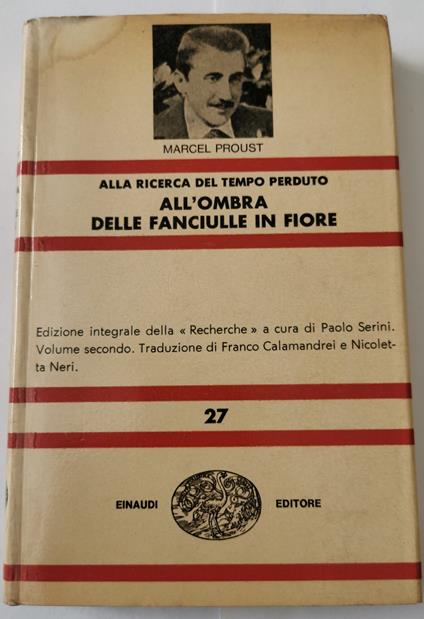 MARCEL PROUST
ALLA RICERCA DEL TEMPO PERDUTO
ALL'OMBRA
DELLE FANCIULLE IN FIORE
Edizione integrale della « Recherche » a cura di Paolo Serini.
Volume secondo. Traduzione di Franco Calamandrei e Nicolet-
ta Neri.
27
EINAUDI EDITORE